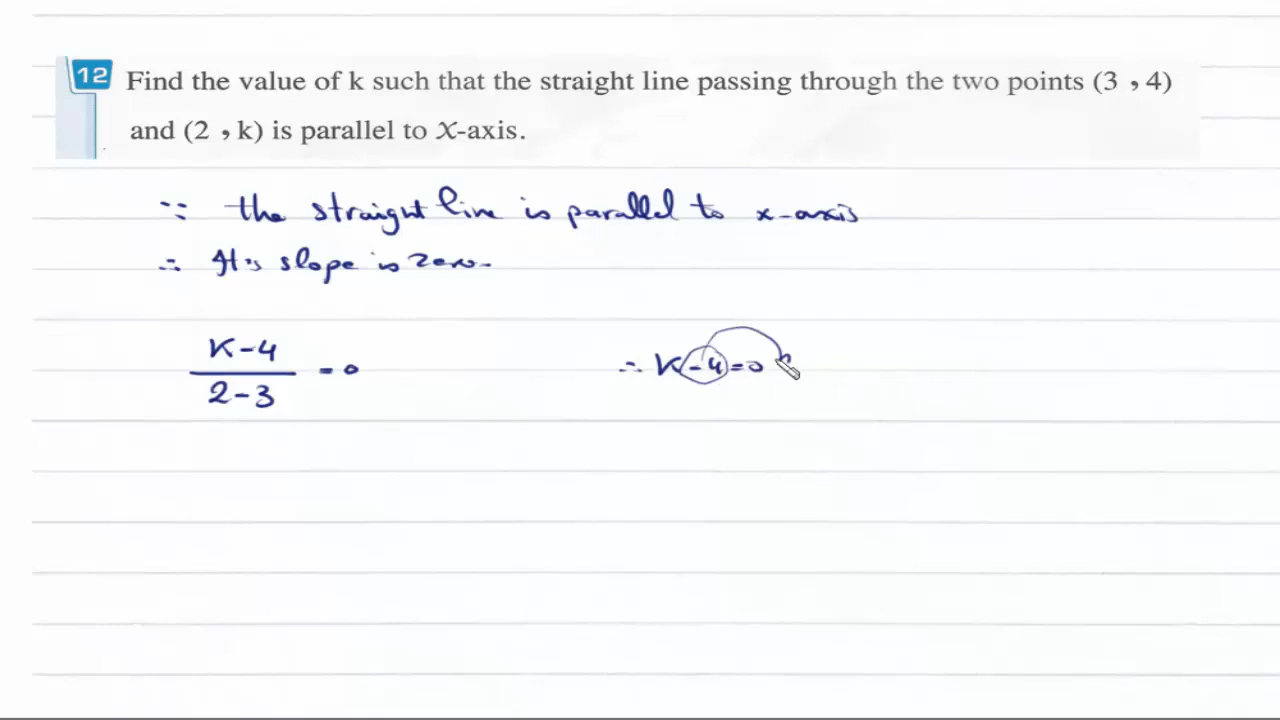 12 Find the value of k such that the straight line passing through the two points (3 , 4)
and (2 , k) is parallel to X-axis.
∵ the straight line is parallel to x-axis
∴ It's slope is zero.
K-4
2-3
= 0
∴ K-4=0